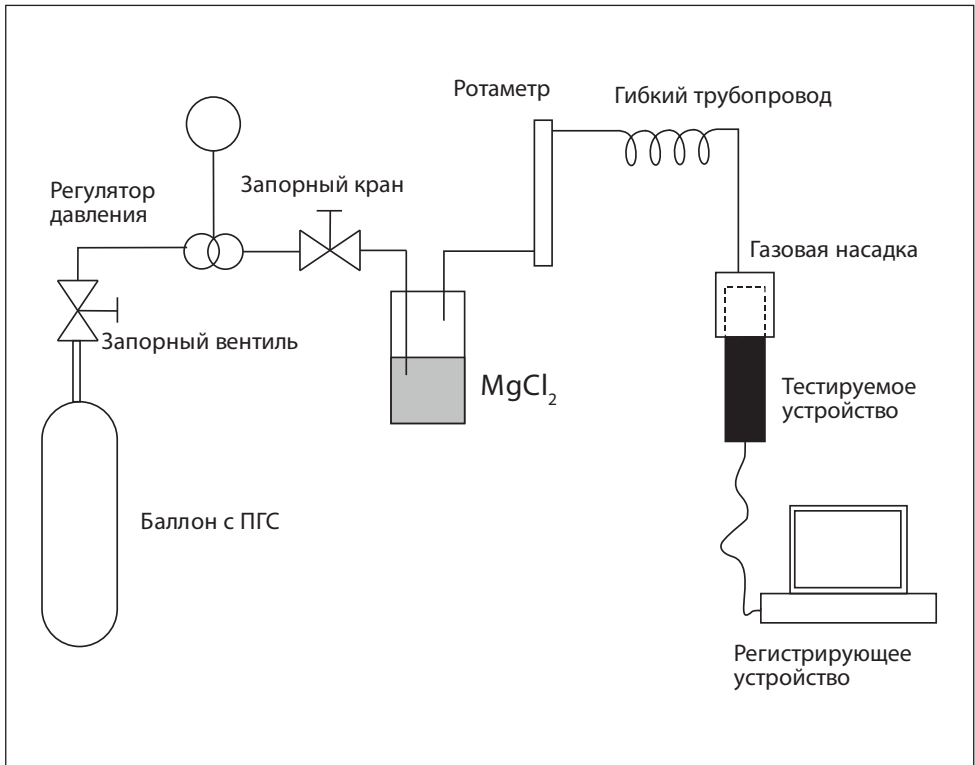 Ротаметр
Гибкий трубопровод
Регулятор
давления
Запорный кран
Газовая насадка
Запорный вентиль
MgCl₂
Тестируемое
устройство
Баллон с ПГС
Регистрирующее
устройство